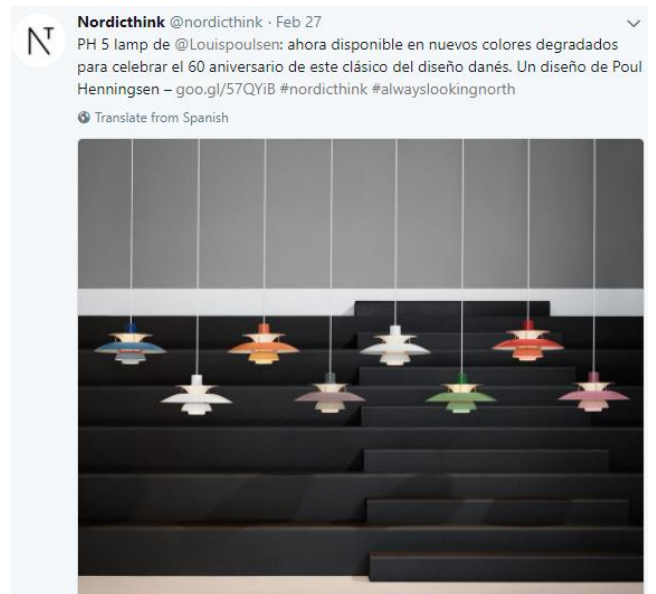 Nordicthink @nordicthink · Feb 27
PH 5 lamp de @Louispoulsen: ahora disponible en nuevos colores degradados
para celebrar el 60 aniversario de este clásico del diseño danés. Un diseño de Poul
Henningsen – goo.gl/57QYiB #nordicthink #alwayslookingnorth
Translate from Spanish
NT